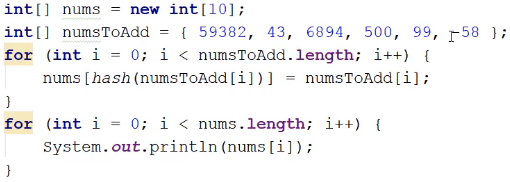 int[] nums = new int[10];
int[] numsToAdd = { 59382, 43, 6894, 500, 99, -58 };
for (int i = 0; i < numsToAdd.length; i++) {
    nums[hash(numsToAdd[i])] = numsToAdd[i];
}
for (int i = 0; i < nums.length; i++) {
    System.out.println(nums[i]);
}